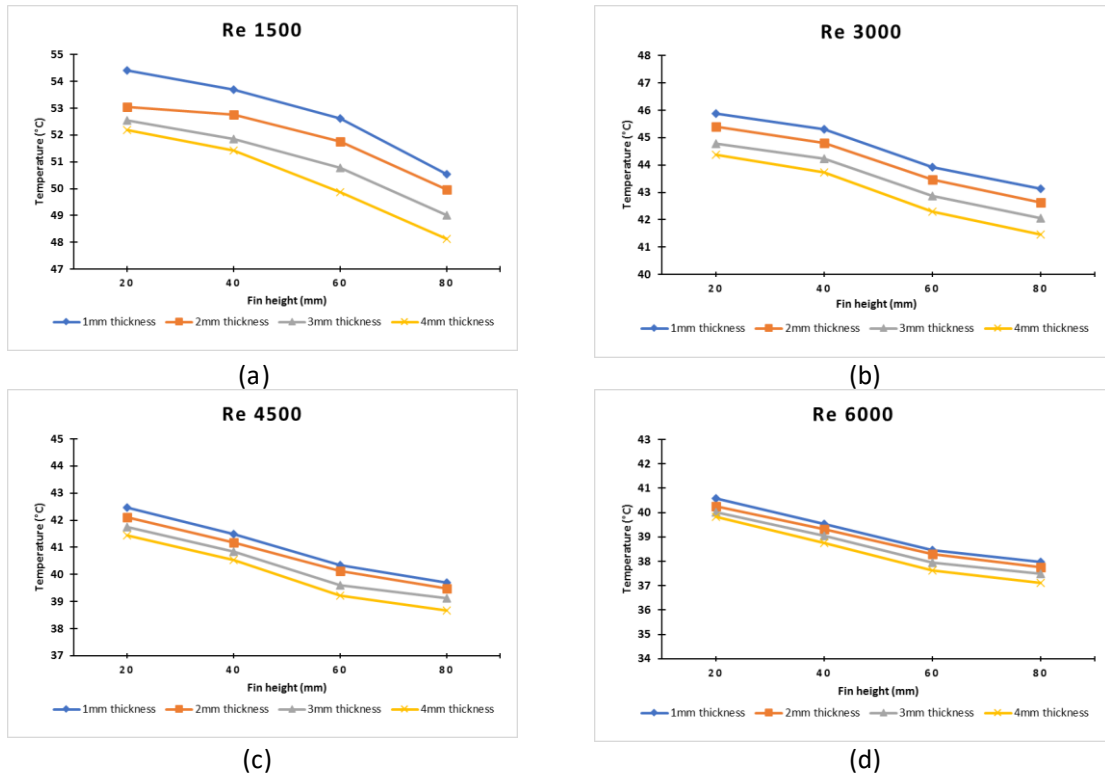 Re 1500
55
54
53
52
51
50
49
48
47
Temperature (°C)
20 40 60 80
Fin height (mm)
1mm thickness 2mm thickness 3mm thickness 4mm thickness
(a)
Re 3000
48
47
46
45
44
43
42
41
40
Temperature (°C)
20 40 60 80
Fin height (mm)
1mm thickness 2mm thickness 3mm thickness 4mm thickness
(b)
Re 4500
45
44
43
42
41
40
39
38
37
Temperature (°C)
20 40 60 80
Fin height (mm)
1mm thickness 2mm thickness 3mm thickness 4mm thickness
(c)
Re 6000
43
42
41
40
39
38
37
36
35
34
Temperature (°C)
20 40 60 80
Fin height (mm)
1mm thickness 2mm thickness 3mm thickness 4mm thickness
(d)